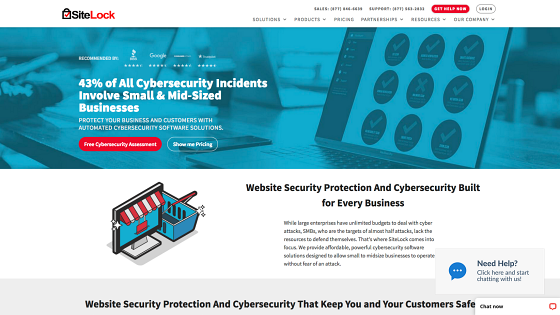 SiteLock
SALES: (877) 846-6639 SUPPORT: (877) 563-2832 GET HELP NOW LOGIN
SOLUTIONS PRODUCTS PRICING PARTNERSHIPS RESOURCES OUR COMPANY
RECOMMENDED BY:
Google
43% of All Cybersecurity Incidents
Involve Small & Mid-Sized
Businesses
PROTECT YOUR BUSINESS AND CUSTOMERS WITH
AUTOMATED CYBERSECURITY SOFTWARE SOLUTIONS.
Free Cybersecurity Assessment Show me Pricing
Website Security Protection And Cybersecurity Built
for Every Business
While large enterprises have unlimited budgets to deal with cyber
attacks, SMBs, who are the targets of almost half attacks, lack the
resources to defend themselves. That's where SiteLock comes into
focus. We provide affordable, powerful cybersecurity software
solutions designed to allow small to midsize businesses to operate
without fear of an attack.
Need Help?
Click here and start
chatting with us!
Website Security Protection And Cybersecurity That Keep You and Your Customers Safe
Chat now